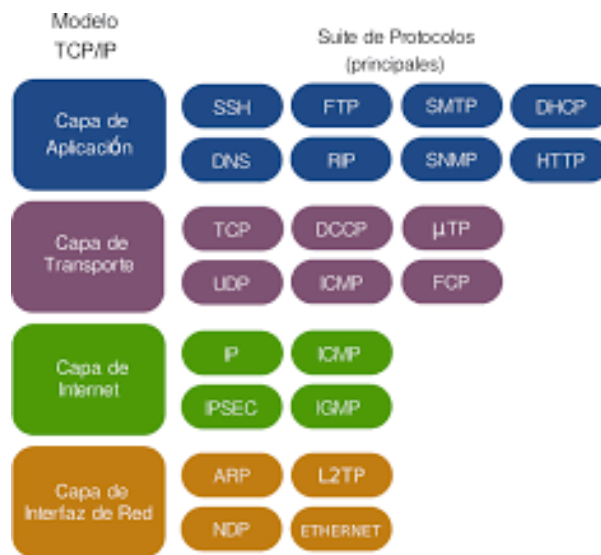 Modelo
TCP/IP
Suite de Protocolos
(principales)
Capa de
Aplicación
SSH FTP SMTP DHCP
DNS RIP SNMP HTTP
Capa de
Transporte
TCP DCCP µTP
UDP ICMP FCP
Capa de
Internet
IP ICMP
IPSEC IGMP
Capa de
Interfaz de Red
ARP L2TP
NDP ETHERNET